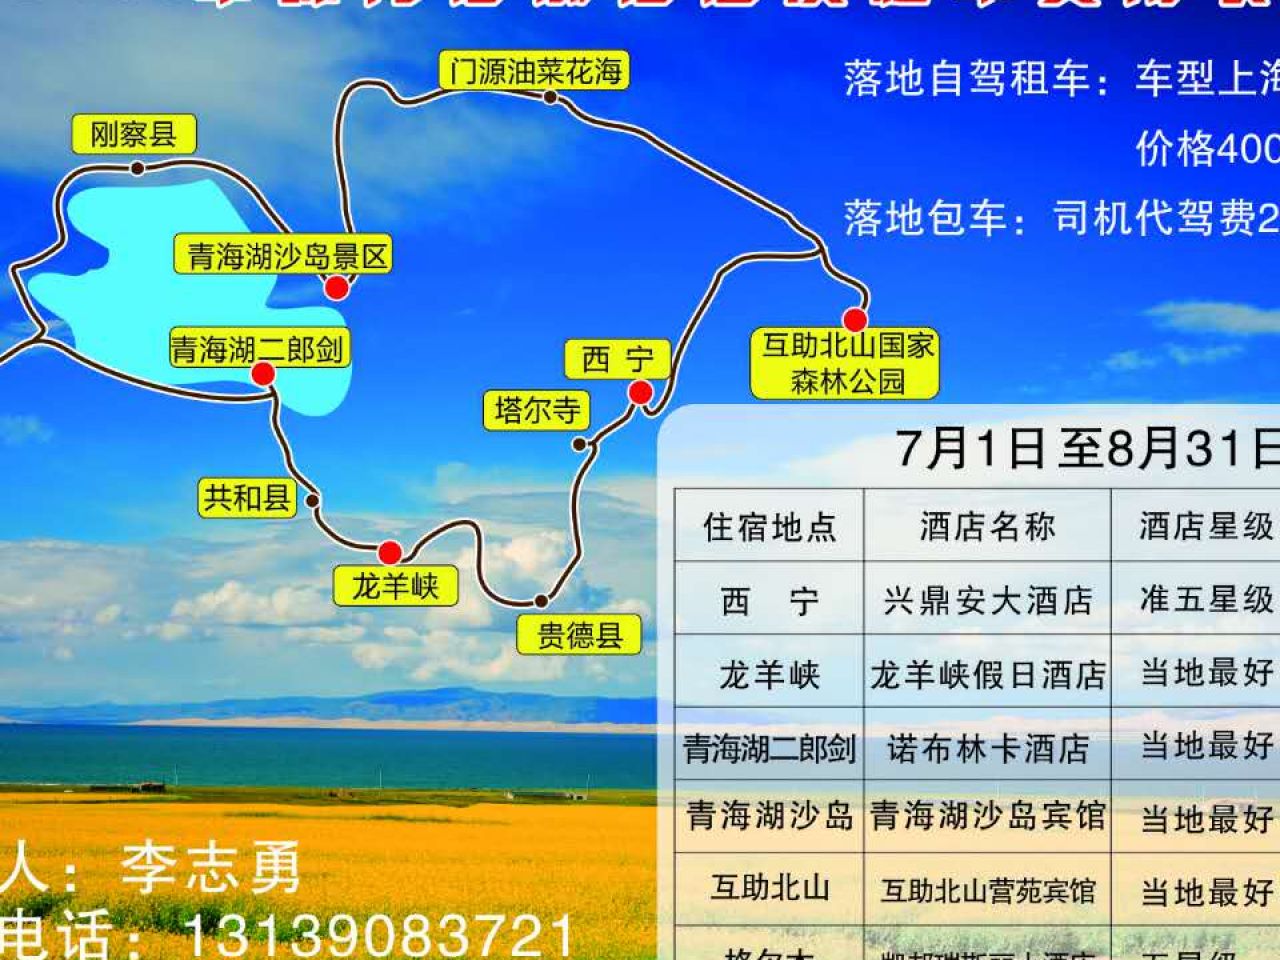 门源油菜花海
落地自驾租车：车型上海
刚察县
价格400
落地包车：司机代驾费2
青海湖沙岛景区
青海湖二郎剑
西 宁
互助北山国家
森林公园
塔尔寺
7月1日至8月31日
共和县
龙羊峡
贵德县
住宿地点 酒店名称 酒店星级
西 宁 兴鼎安大酒店 准五星级
龙羊峡 龙羊峡假日酒店 当地最好
青海湖二郎剑 诺布林卡酒店 当地最好
青海湖沙岛 青海湖沙岛宾馆 当地最好
互助北山 互助北山营苑宾馆 当地最好
格尔木
人：李志勇
电话：13139083721